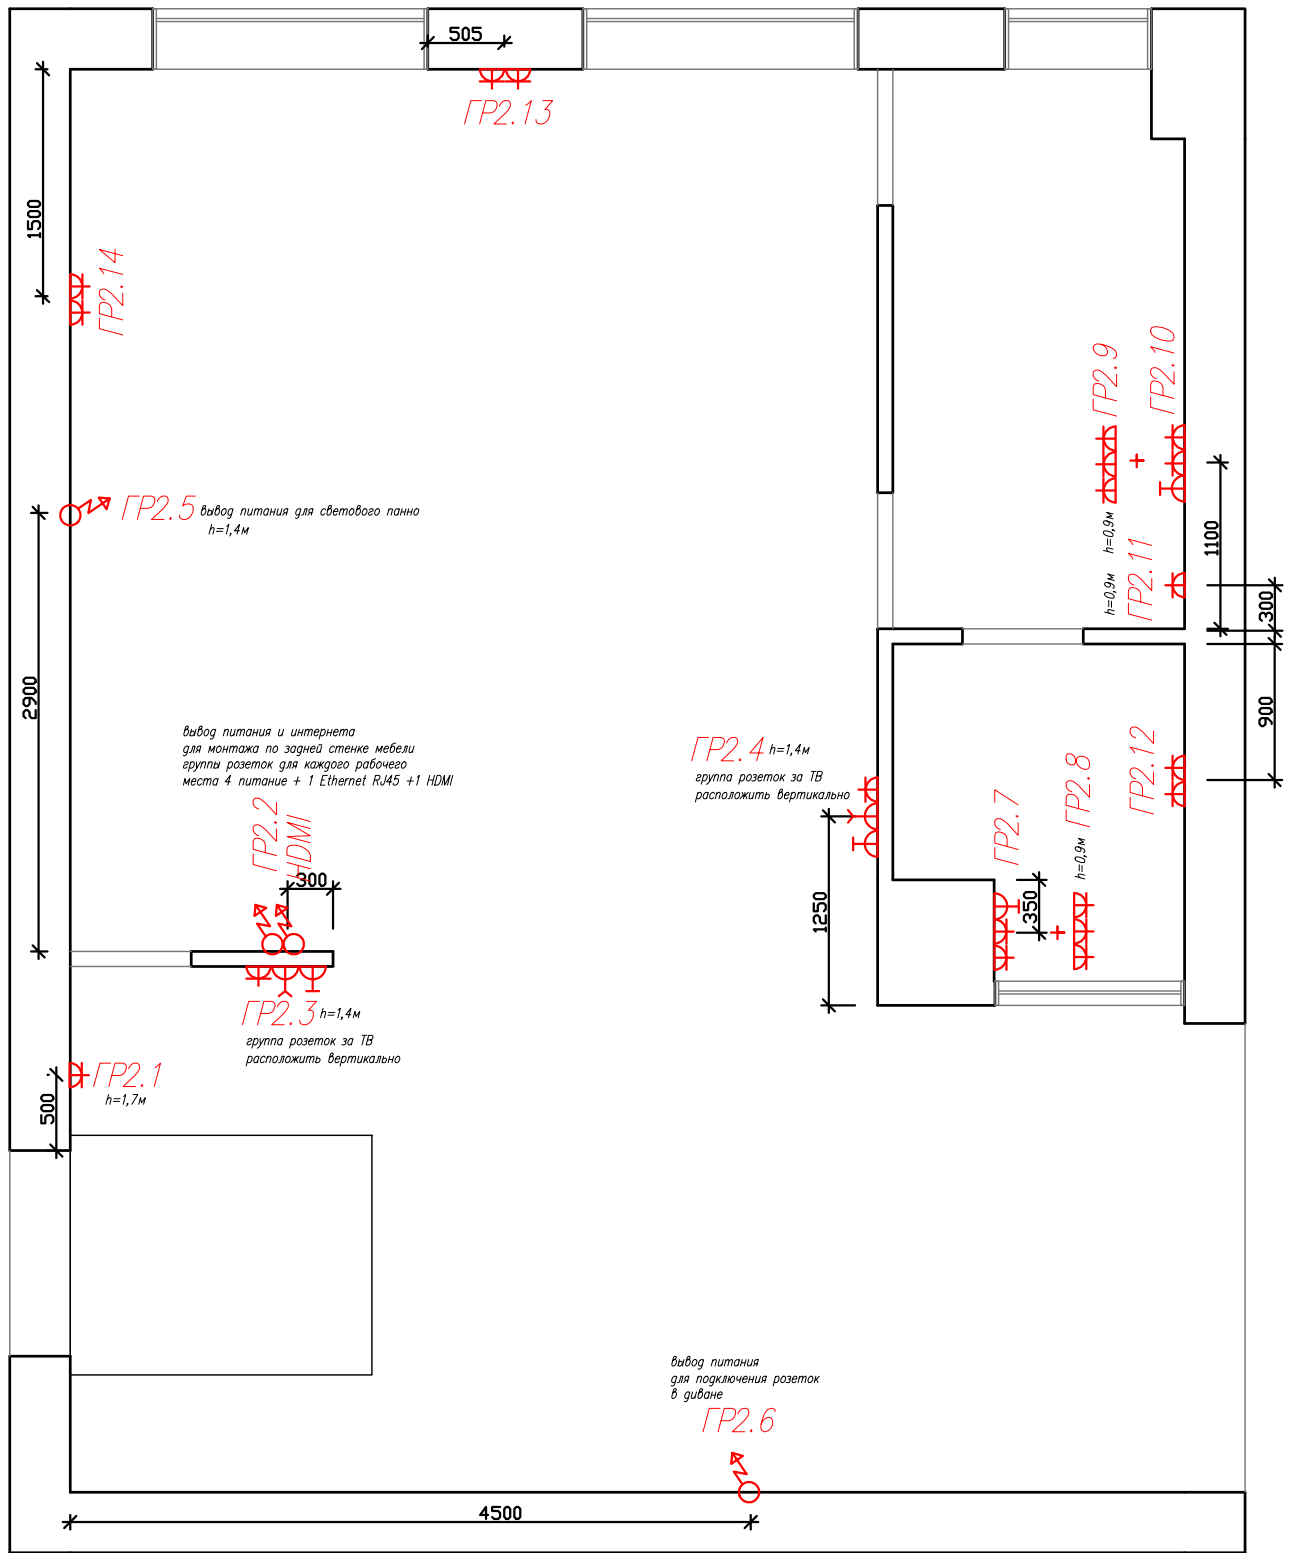 505
ГР2.13
1500
ГР2.14
ГР2.9
ГР2.10
ГР2.5 вывод питания для светового панно
h=1,4м
h=0,9м
1100
h=0,9м
ГР2.11
300
2900
900
вывод питания и интернета
для монтажа по задней стенке мебели
группы розеток для каждого рабочего
места 4 питание + 1 Ethernet RJ45 +1 HDMI
ГР2.4 h=1,4м
группа розеток за ТВ
расположить вертикально
ГР2.12
ГР2.8
h=0,9м
ГР2.7
ГР2.2
HDMI
300
350
1250
ГР2.3 h=1,4м
группа розеток за ТВ
расположить вертикально
ГР2.1
h=1,7м
500
вывод питания
для подключения розеток
в диване
ГР2.6
4500